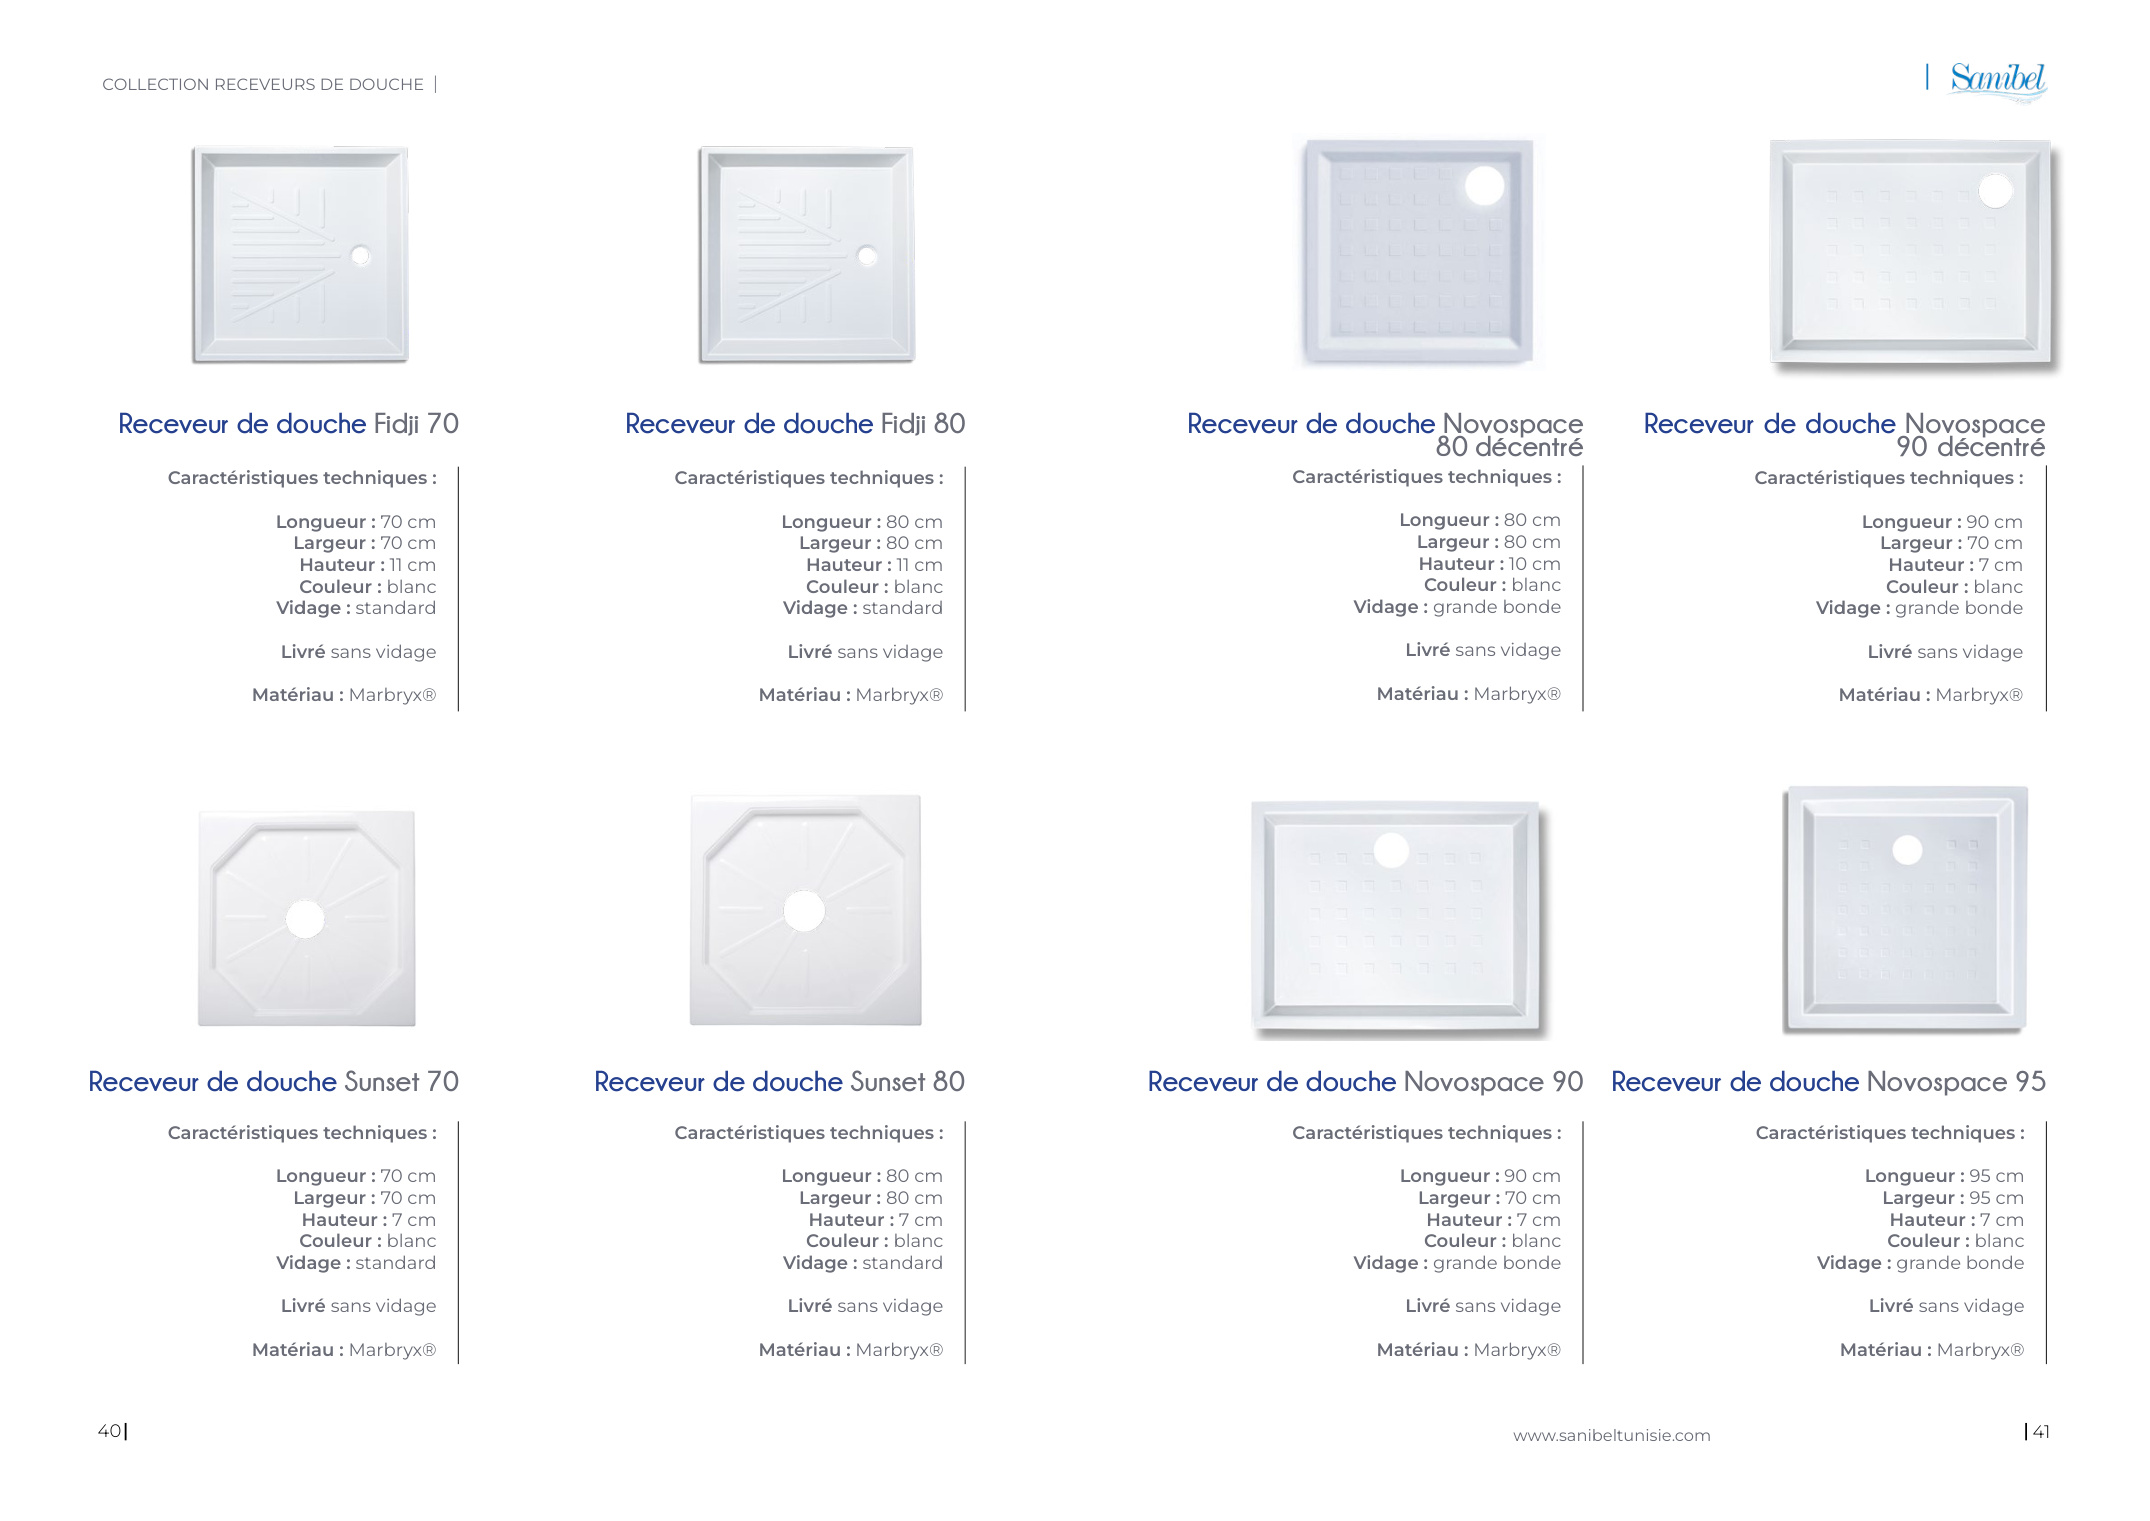 COLLECTION RECEVEURS DE DOUCHE |
| Sanibel
Receveur de douche Fidji 70
Caractéristiques techniques :
Longueur : 70 cm
Largeur : 70 cm
Hauteur : 11 cm
Couleur : blanc
Vidage : standard
Livré sans vidage
Matériau : Marbryx®
Receveur de douche Fidji 80
Caractéristiques techniques :
Longueur : 80 cm
Largeur : 80 cm
Hauteur : 11 cm
Couleur : blanc
Vidage : standard
Livré sans vidage
Matériau : Marbryx®
Receveur de douche Novospace
80 décentré
Caractéristiques techniques :
Longueur : 80 cm
Largeur : 80 cm
Hauteur : 10 cm
Couleur : blanc
Vidage : grande bonde
Livré sans vidage
Matériau : Marbryx®
Receveur de douche Novospace
90 décentré
Caractéristiques techniques :
Longueur : 90 cm
Largeur : 70 cm
Hauteur : 7 cm
Couleur : blanc
Vidage : grande bonde
Livré sans vidage
Matériau : Marbryx®
Receveur de douche Sunset 70
Caractéristiques techniques :
Longueur : 70 cm
Largeur : 70 cm
Hauteur : 7 cm
Couleur : blanc
Vidage : standard
Livré sans vidage
Matériau : Marbryx®
Receveur de douche Sunset 80
Caractéristiques techniques :
Longueur : 80 cm
Largeur : 80 cm
Hauteur : 7 cm
Couleur : blanc
Vidage : standard
Livré sans vidage
Matériau : Marbryx®
Receveur de douche Novospace 90
Caractéristiques techniques :
Longueur : 90 cm
Largeur : 70 cm
Hauteur : 7 cm
Couleur : blanc
Vidage : grande bonde
Livré sans vidage
Matériau : Marbryx®
Receveur de douche Novospace 95
Caractéristiques techniques :
Longueur : 95 cm
Largeur : 95 cm
Hauteur : 7 cm
Couleur : blanc
Vidage : grande bonde
Livré sans vidage
Matériau : Marbryx®
40|
www.sanibeltunisie.com
| 41